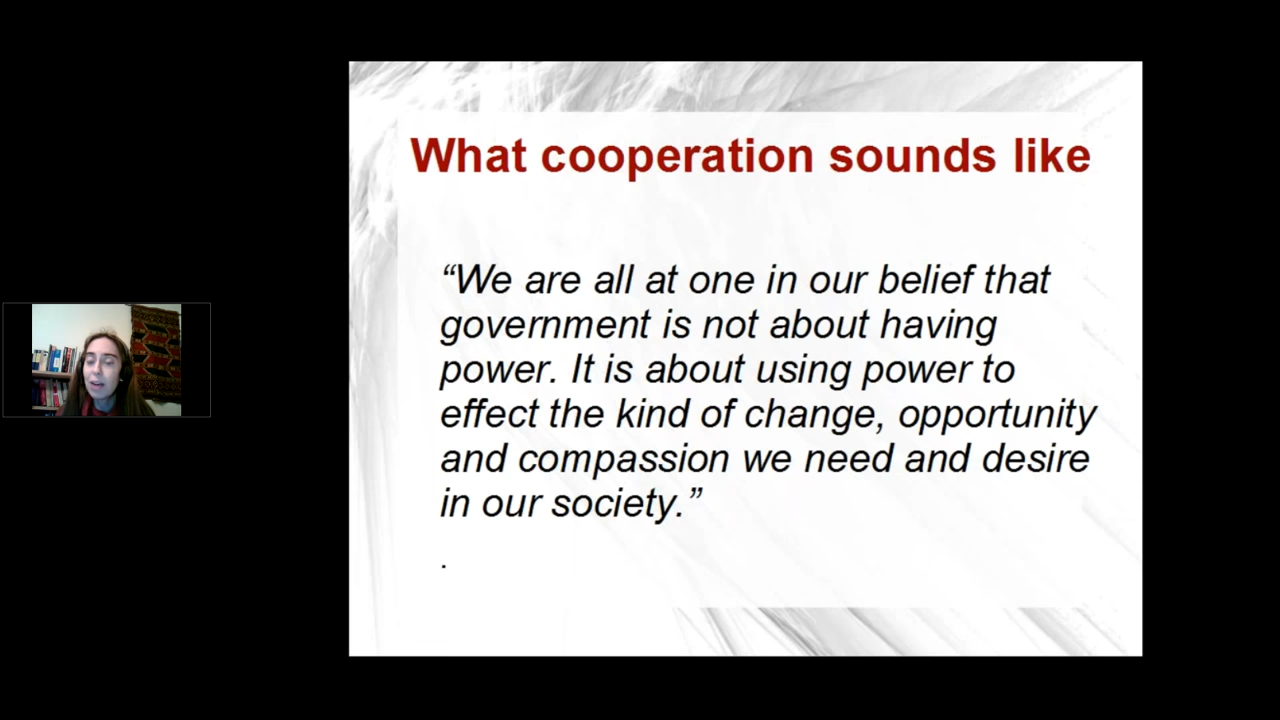 What cooperation sounds like
“We are all at one in our belief that
government is not about having
power. It is about using power to
effect the kind of change, opportunity
and compassion we need and desire
in our society.”
.